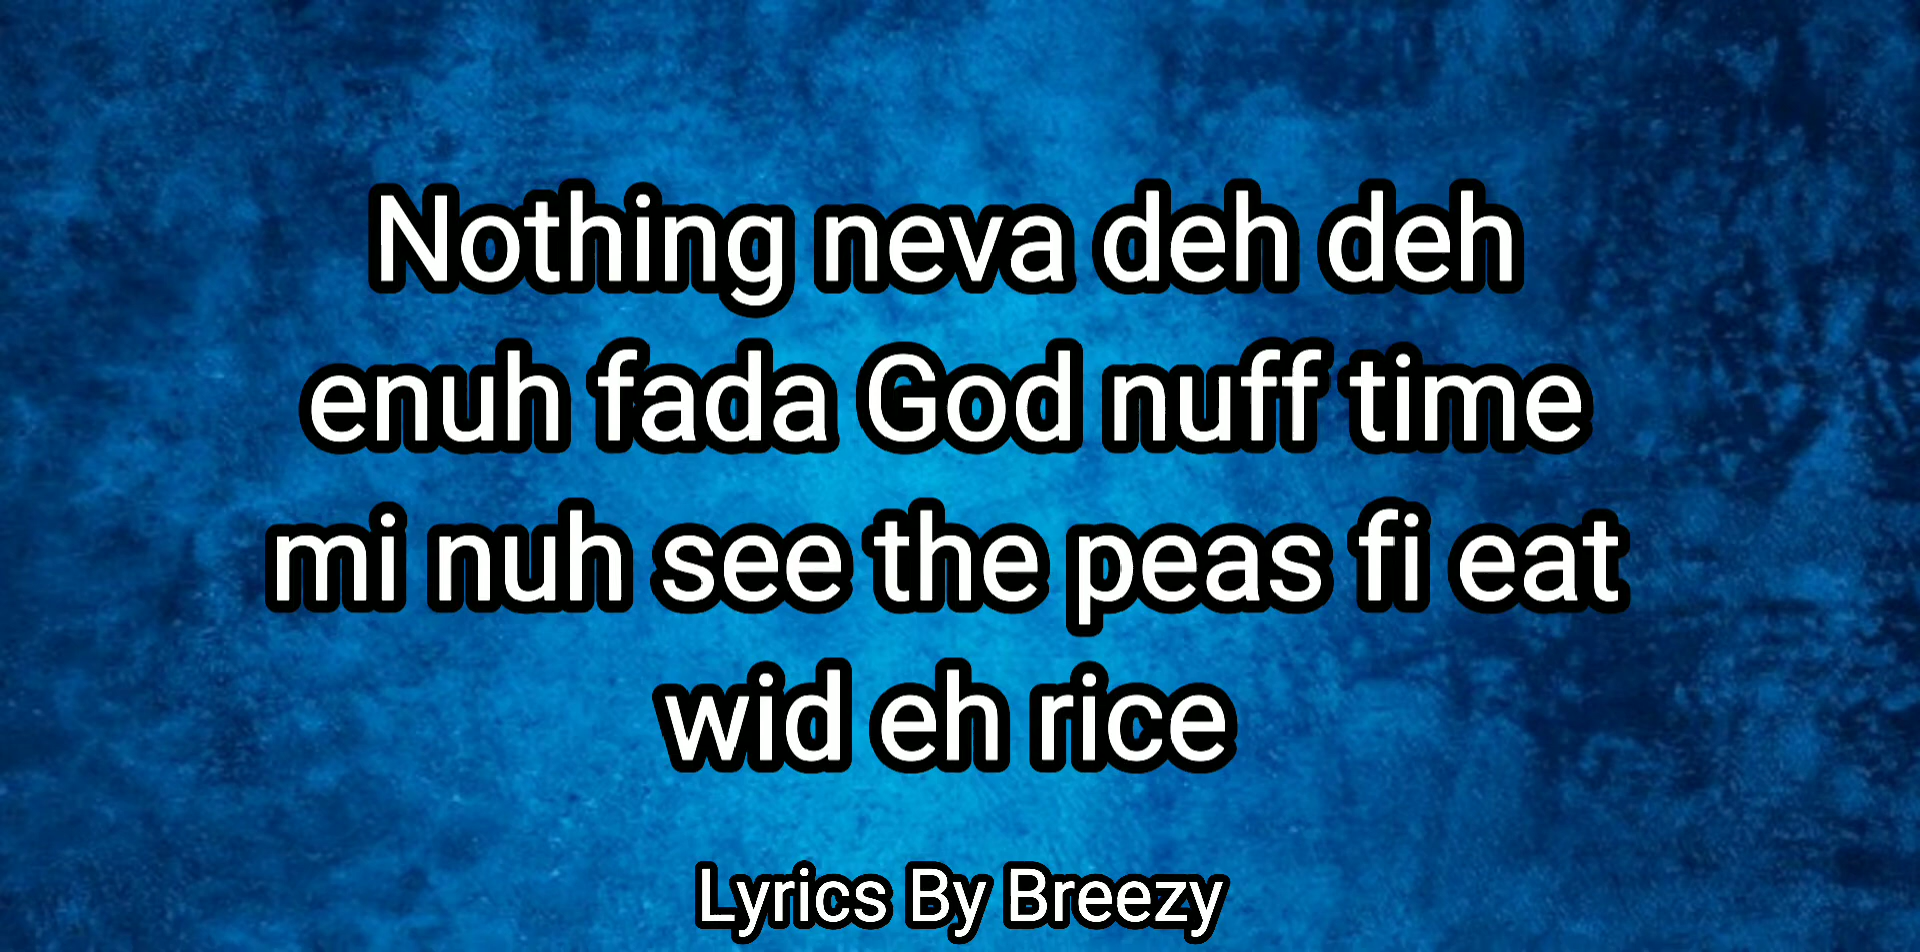 Nothing neva deh deh
enuh fada God nuff time
mi nuh see the peas fi eat
wid eh rice
Lyrics By Breezy